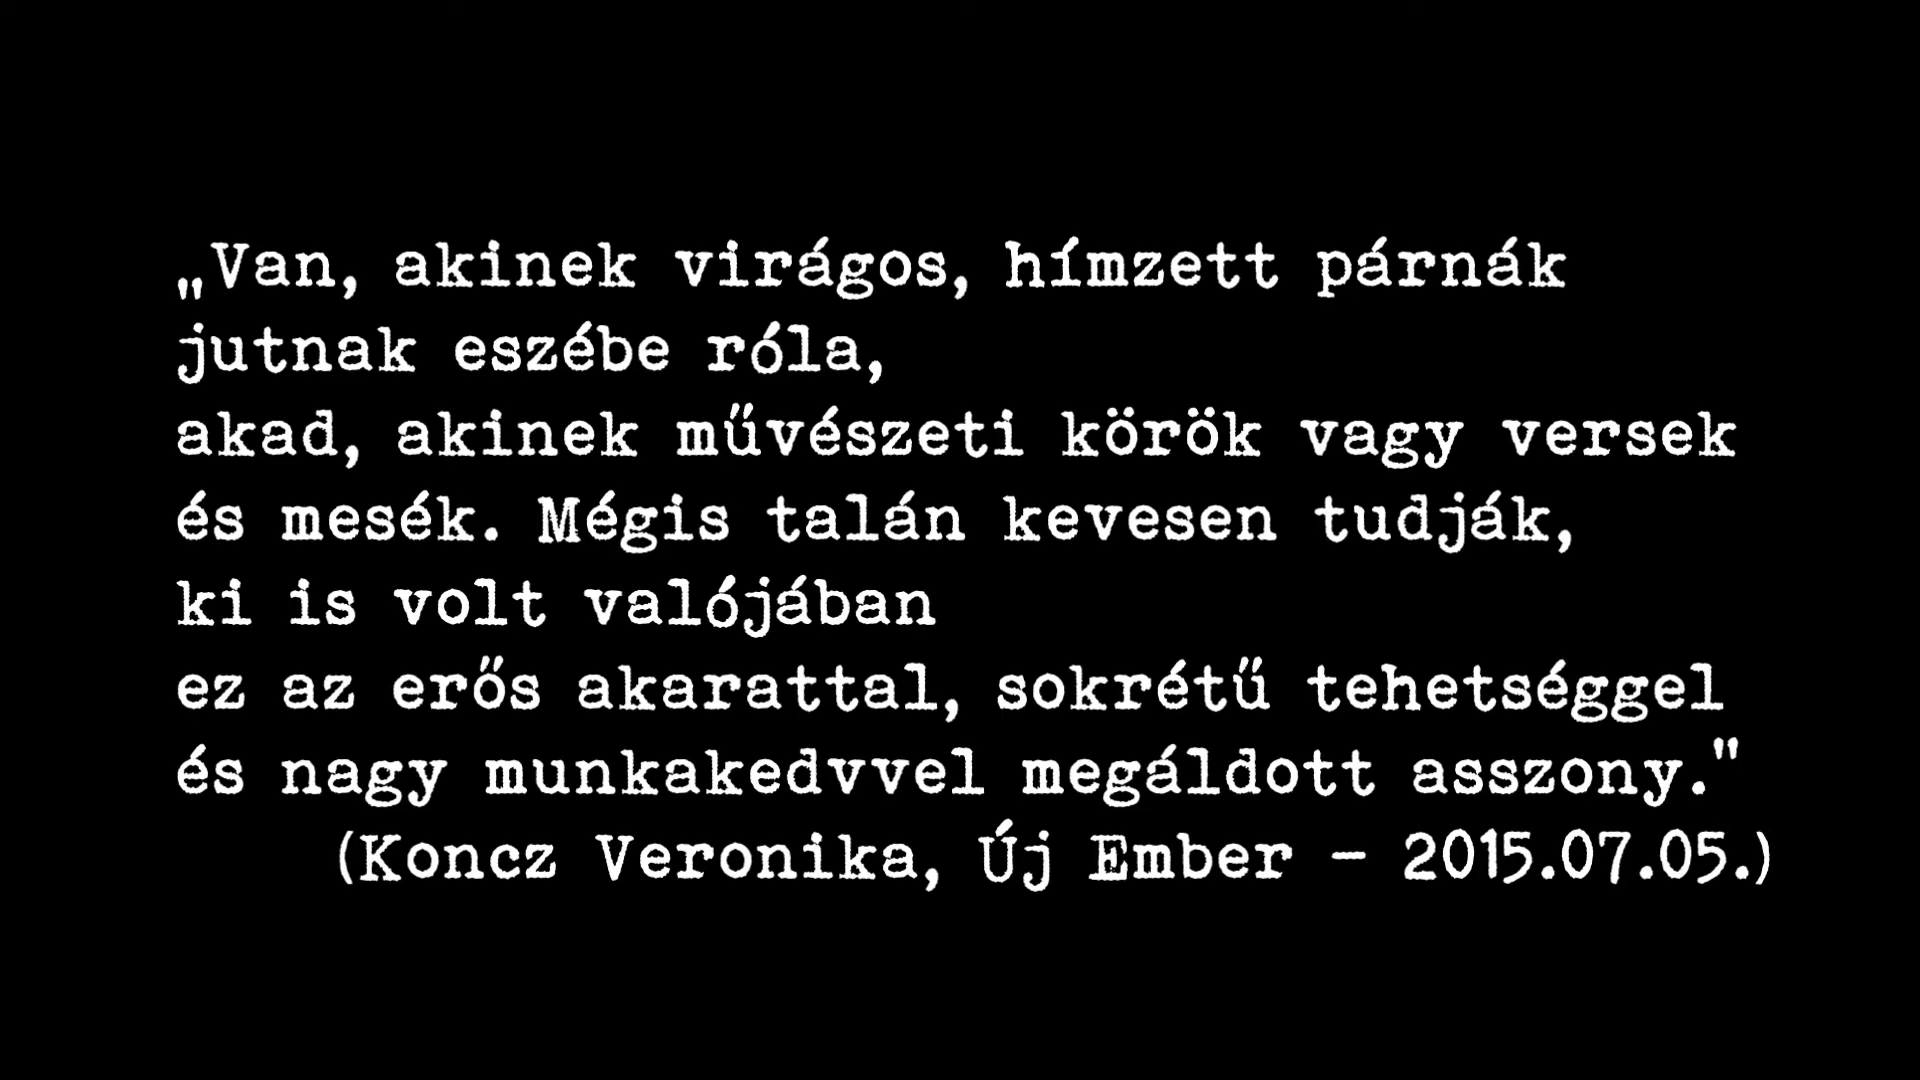 „Van, akinek virágos, hímzett párnák
jutnak eszébe róla,
akad, akinek művészeti körök vagy versek
és mesék. Mégis talán kevesen tudják,
ki is volt valójában
ez az erős akarattal, sokrétű tehetséggel
és nagy munkakedvvel megáldott asszony."
(Koncz Veronika, Új Ember – 2015.07.05.)